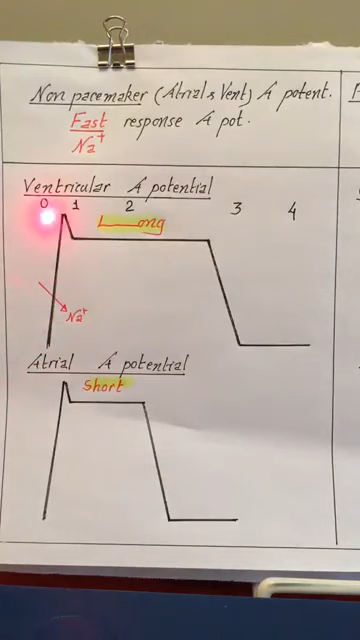 Non pacemaker (Atrial & Vent) A potent.
Fast response A pot.
Na+
Ventricular A potential
0 1 2 3 4
Long
Na+
Atrial A potential
Short